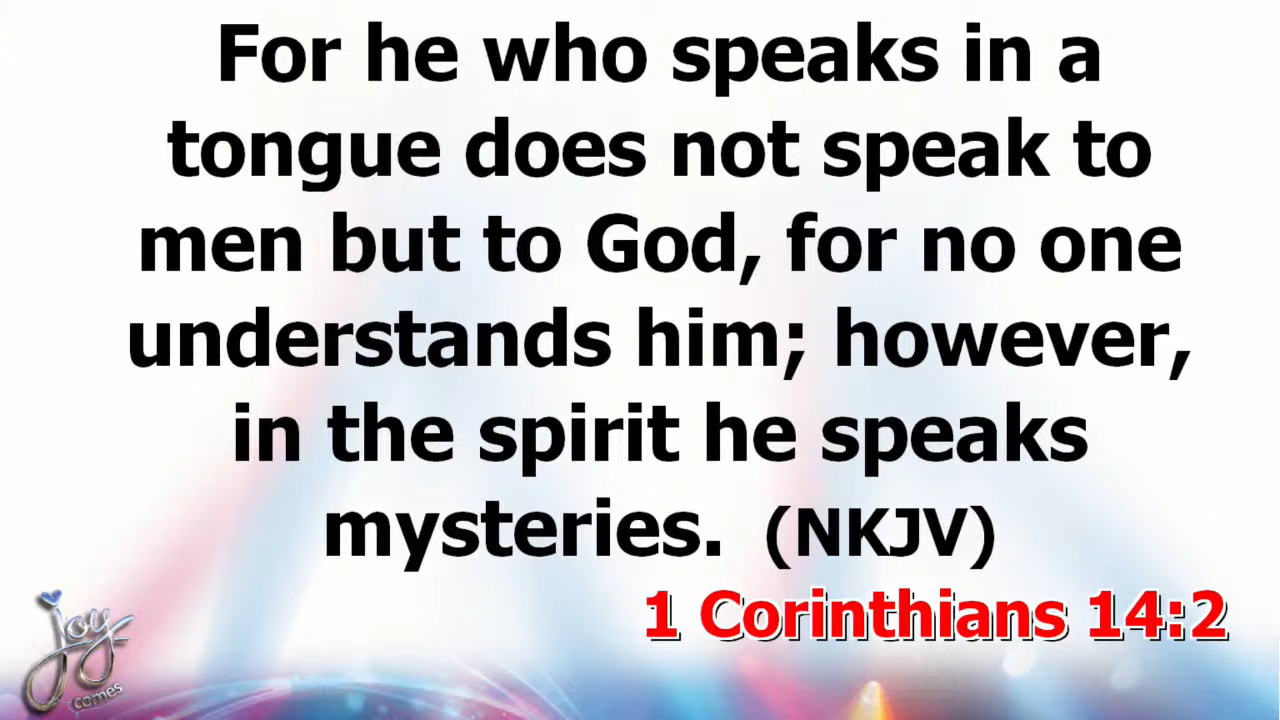 For he who speaks in a
tongue does not speak to
men but to God, for no one
understands him; however,
in the spirit he speaks
mysteries. (NKJV)
1 Corinthians 14:2
Joy
comes